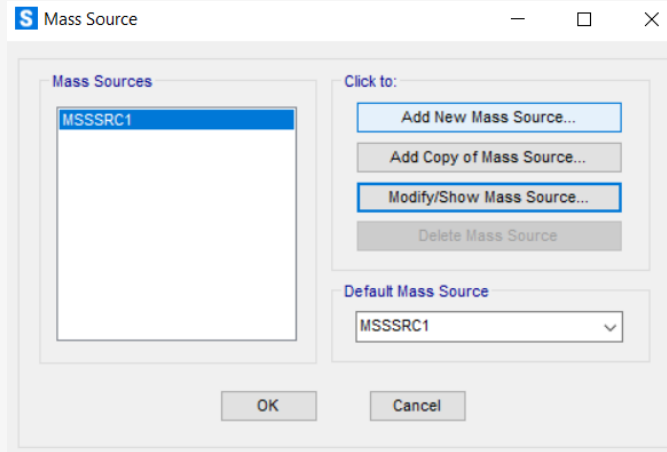 S Mass Source
Mass Sources
MSSSRC1
Click to:
Add New Mass Source...
Add Copy of Mass Source...
Modify/Show Mass Source...
Delete Mass Source
Default Mass Source
MSSSRC1
OK
Cancel